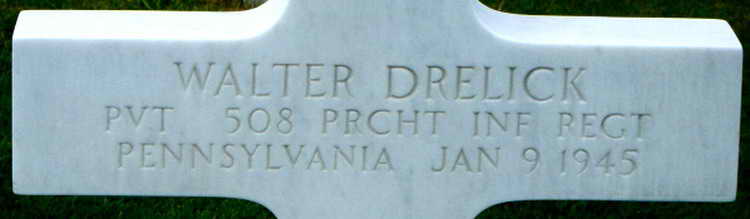 WALTER DRELICK
PVT 508 PRCHT INF REGT
PENNSYLVANIA JAN 9 1945